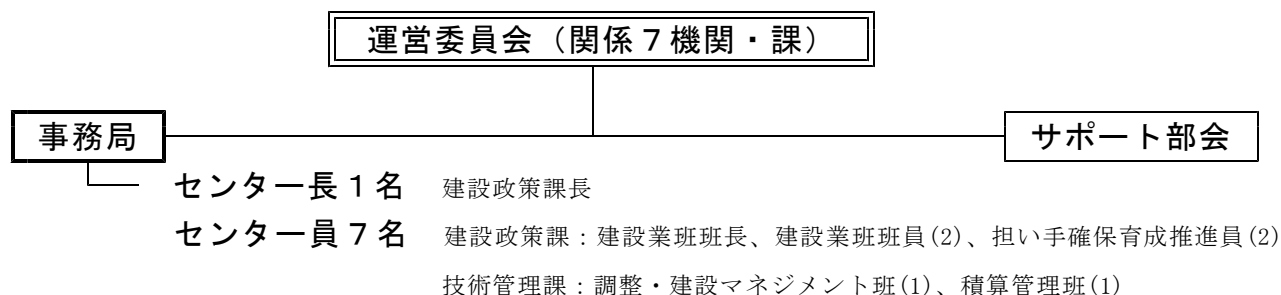 運営委員会（関係７機関・課）
事務局
サポート部会
センター長１名 建設政策課長
センター員７名 建設政策課：建設業班班長、建設業班班員(2)、担い手確保育成推進員(2)
技術管理課：調整・建設マネジメント班(1)、積算管理班(1)